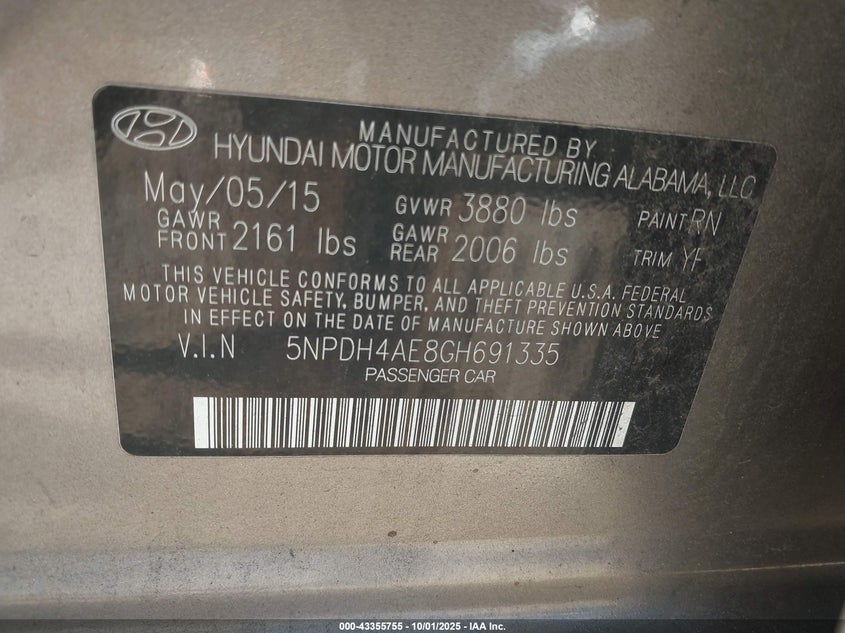 MANUFACTURED BY
HYUNDAI MOTOR MANUFACTURING ALABAMA, LLC
May/05/15 GVWR 3880 lbs PAINT RN
GAWR FRONT 2161 lbs GAWR REAR 2006 lbs TRIM YF
THIS VEHICLE CONFORMS TO ALL APPLICABLE U.S.A. FEDERAL
MOTOR VEHICLE SAFETY, BUMPER, AND THEFT PREVENTION STANDARDS
IN EFFECT ON THE DATE OF MANUFACTURE SHOWN ABOVE
V.I.N 5NPDH4AE8GH691335
PASSENGER CAR
000-43355755 - 10/01/2025 - IAA Inc.